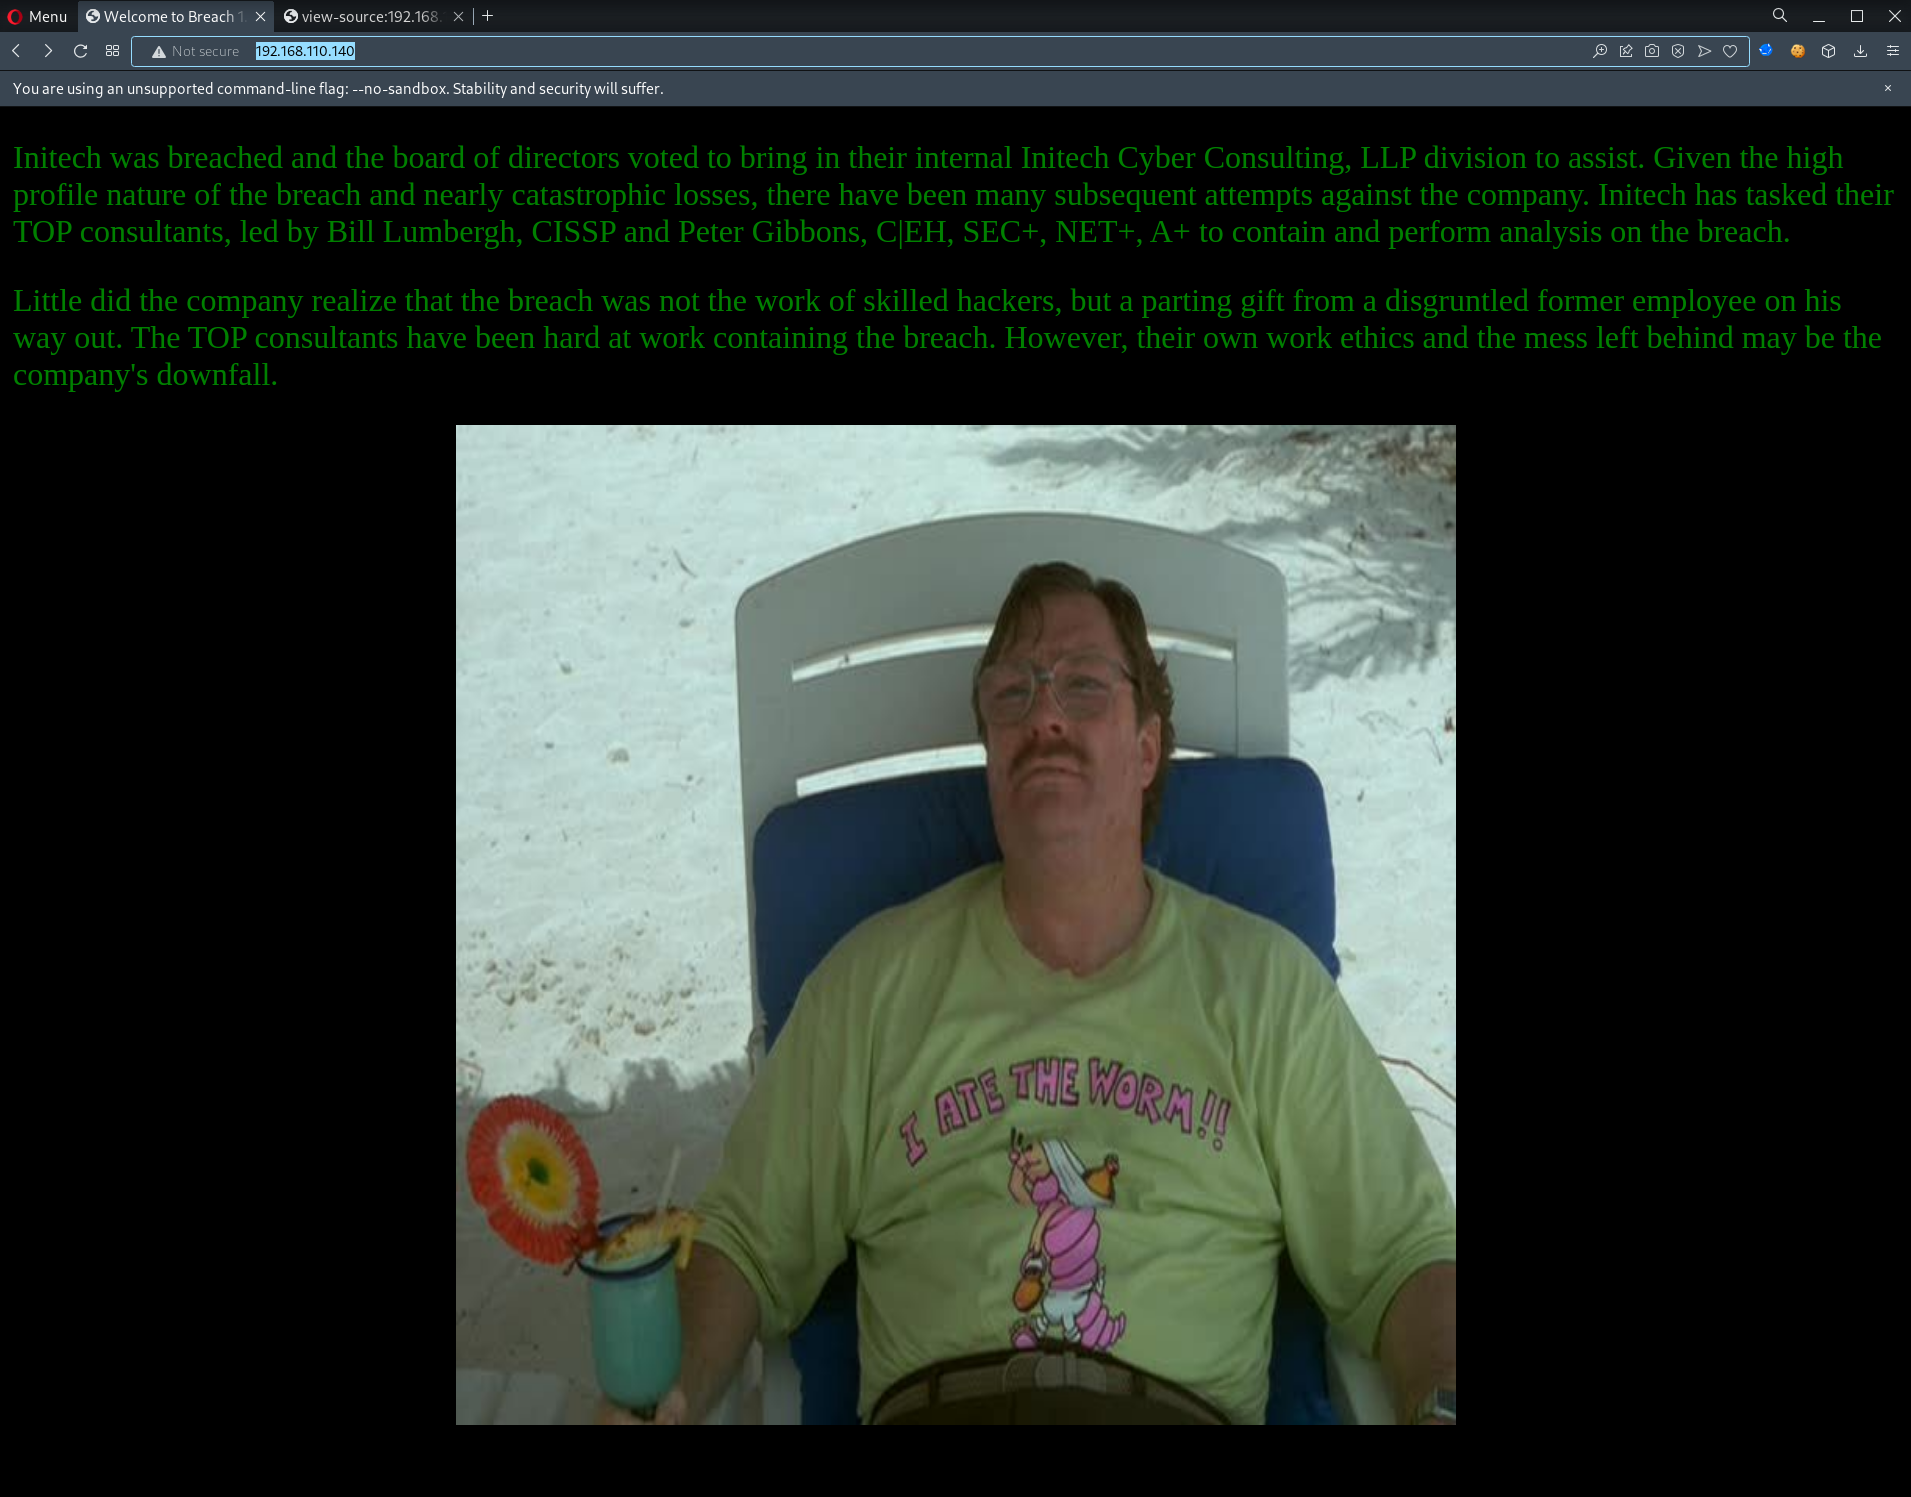 Menu
Welcome to Breach 1.
view-source:192.168.
Not secure
192.168.110.140
You are using an unsupported command-line flag: --no-sandbox. Stability and security will suffer.
Initech was breached and the board of directors voted to bring in their internal Initech Cyber Consulting, LLP division to assist. Given the high
profile nature of the breach and nearly catastrophic losses, there have been many subsequent attempts against the company. Initech has tasked their
TOP consultants, led by Bill Lumbergh, CISSP and Peter Gibbons, C|EH, SEC+, NET+, A+ to contain and perform analysis on the breach.
Little did the company realize that the breach was not the work of skilled hackers, but a parting gift from a disgruntled former employee on his
way out. The TOP consultants have been hard at work containing the breach. However, their own work ethics and the mess left behind may be the
company's downfall.
I ATE THE WORM!!